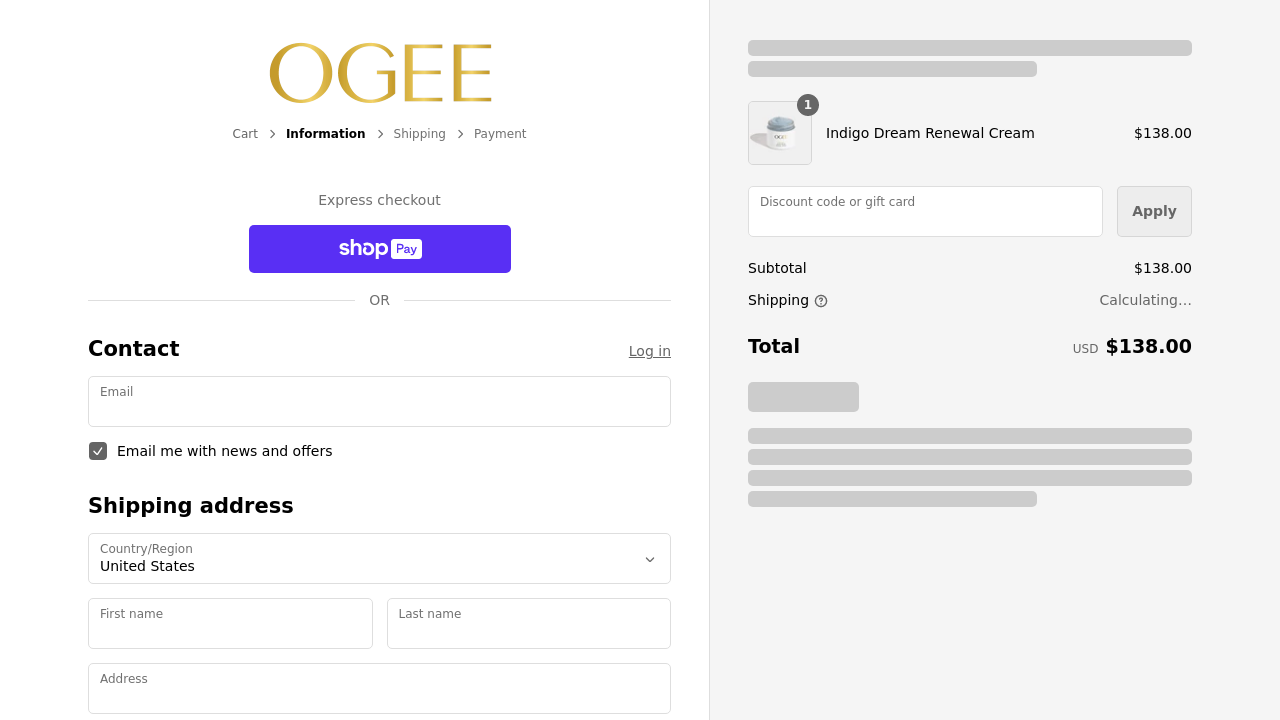 OGEE
Cart > Information > Shipping > Payment
Express checkout
shop Pay
OR
Contact
Log in
Email
Email me with news and offers
Shipping address
Country/Region
United States
First name
Last name
Address
1
OGEE
Indigo Dream Renewal Cream
$138.00
Discount code or gift card
Apply
Subtotal
$138.00
Shipping
Calculating...
Total
USD $138.00